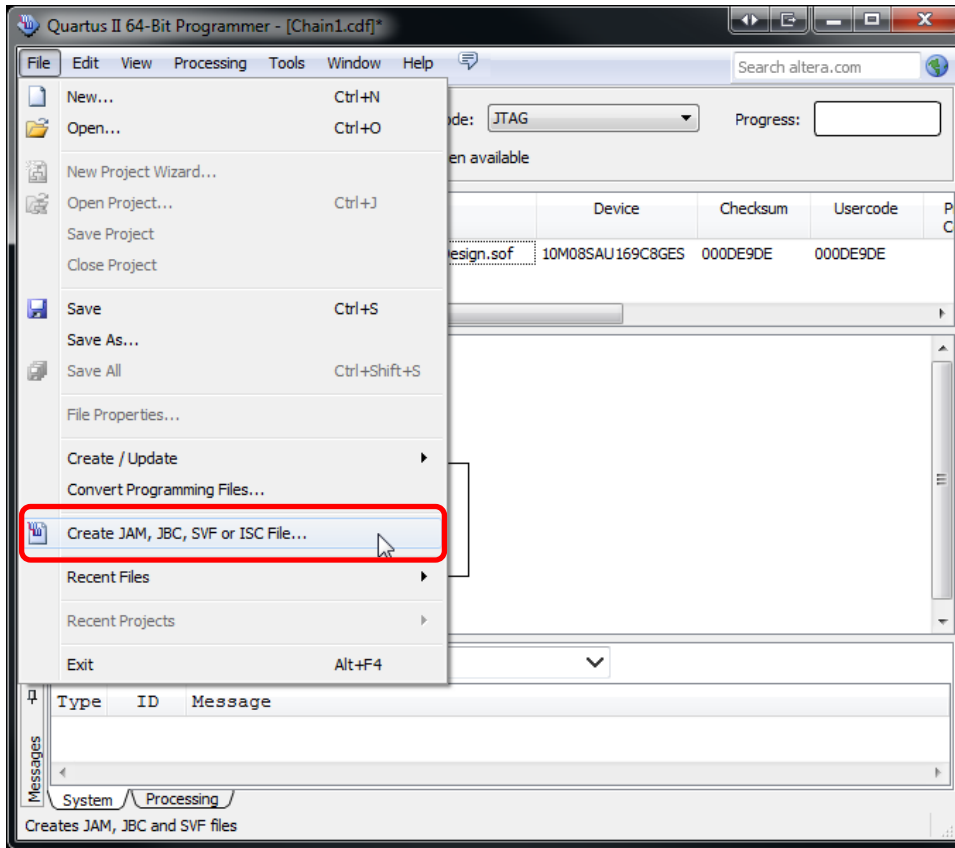 Quartus II 64-Bit Programmer - [Chain1.cdf]*
File Edit View Processing Tools Window Help Search altera.com
New... Ctrl+N
Open... Ctrl+O
ode: JTAG Progress:
en available
New Project Wizard...
Open Project... Ctrl+J
Save Project
Close Project
Device Checksum Usercode P
C
esign.sof 10M08SAU169C8GES 000DE9DE 000DE9DE
Save Ctrl+S
Save As...
Save All Ctrl+Shift+S
File Properties...
Create / Update
Convert Programming Files...
Create JAM, JBC, SVF or ISC File...
Recent Files
Recent Projects
Exit Alt+F4
Type ID Message
Messages
System Processing
Creates JAM, JBC and SVF files